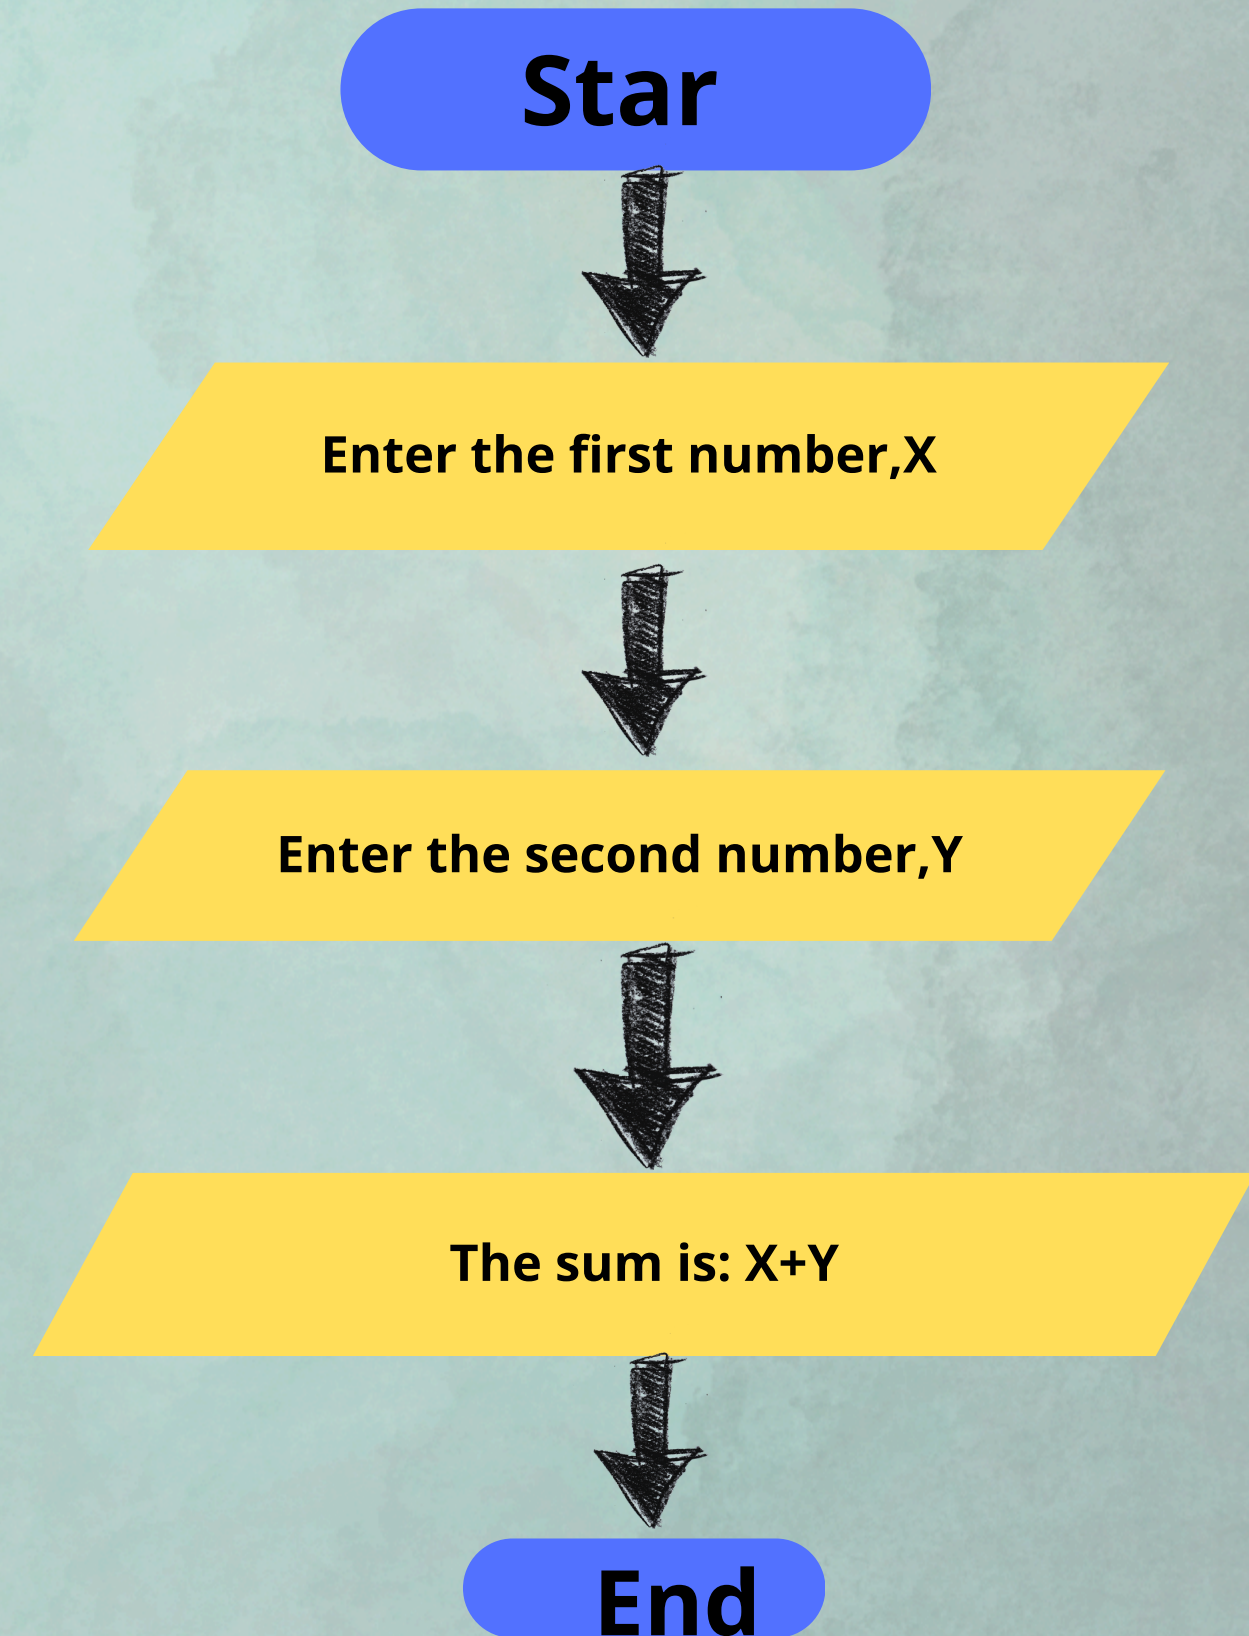 Star
Enter the first number,X
Enter the second number,Y
The sum is: X+Y
End